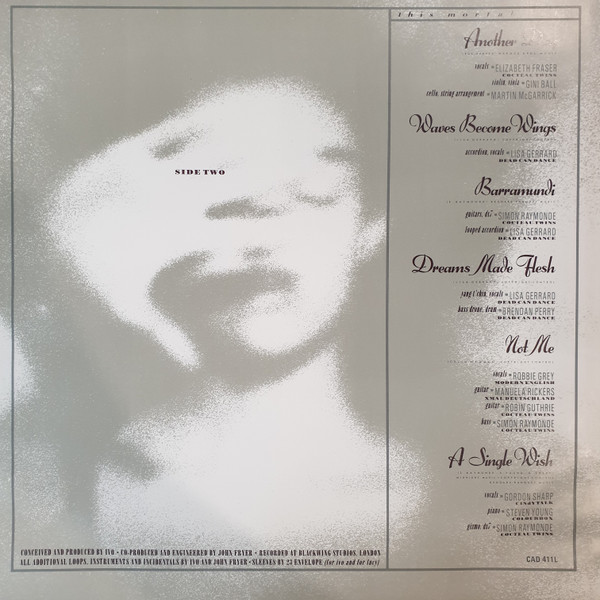 this mortal
Another
vocals • ELIZABETH FRASER
COCTEAU TWINS
violin, viola • GINI BALL
cello, string arrangement • MARTIN McGARRICK
Waves Become Wings
accordion, vocals • LISA GERRARD
DEAD CAN DANCE
Barramundi
guitars, dx7 • SIMON RAYMONDE
COCTEAU TWINS
looped accordion • LISA GERRARD
DEAD CAN DANCE
Dreams Made Flesh
yang t'chin, vocals • LISA GERRARD
DEAD CAN DANCE
bass drone, drum • BRENDAN PERRY
DEAD CAN DANCE
Not Me
vocals • ROBBIE GREY
MODERN ENGLISH
guitar • MANUELA RICKERS
XMAL DEUTSCHLAND
guitar • ROBIN GUTHRIE
COCTEAU TWINS
bass • SIMON RAYMONDE
COCTEAU TWINS
A Single Wish
vocals • GORDON SHARP
CINDYTALK
piano • STEVEN YOUNG
COLOURBOX
gizmo, dx7 • SIMON RAYMONDE
COCTEAU TWINS
SIDE TWO
CONCEIVED AND PRODUCED BY IVO • CO-PRODUCED AND ENGINEERED BY JOHN FRYER • RECORDED AT BLACKWING STUDIOS, LONDON
ALL ADDITIONAL LOOPS, INSTRUMENTS AND INCIDENTALS BY IVO AND JOHN FRYER • SLEEVES BY 23 ENVELOPE (for ivo and for lucy)
CAD 411L